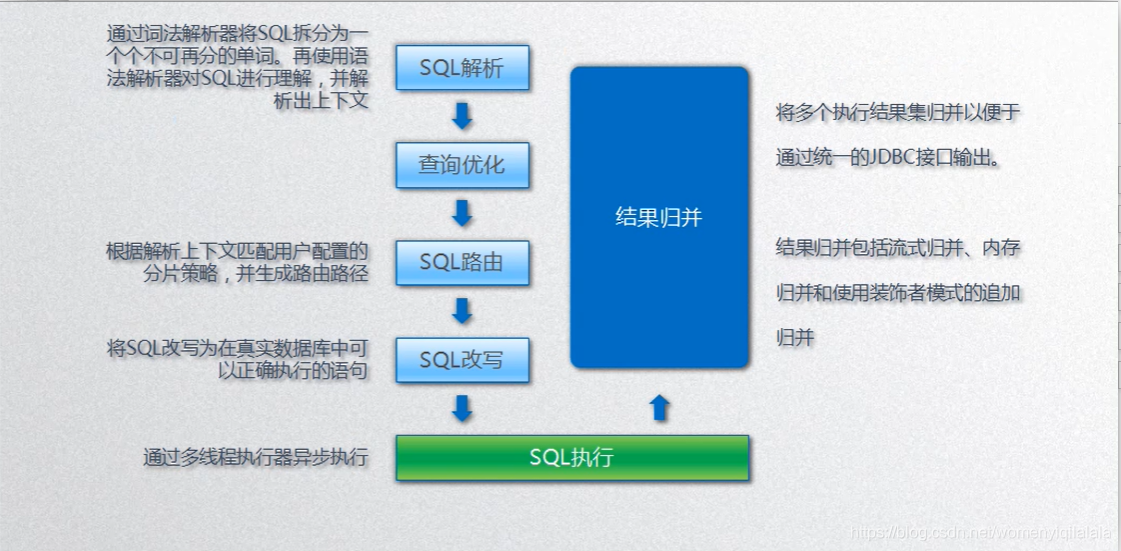 通过词法解析器将SQL拆分为一
个个不可再分的单词。再使用语
法解析器对SQL进行理解，并解
析出上下文
SQL解析
查询优化
根据解析上下文匹配用户配置的
分片策略，并生成路由路径
SQL路由
将SQL改写为在真实数据库中可
以正确执行的语句
SQL改写
通过多线程执行器异步执行
SQL执行
结果归并
将多个执行结果集归并以便于
通过统一的JDBC接口输出。
结果归并包括流式归并、内存
归并和使用装饰者模式的追加
归并
https://blog.csdn.net/womenyiqilalala